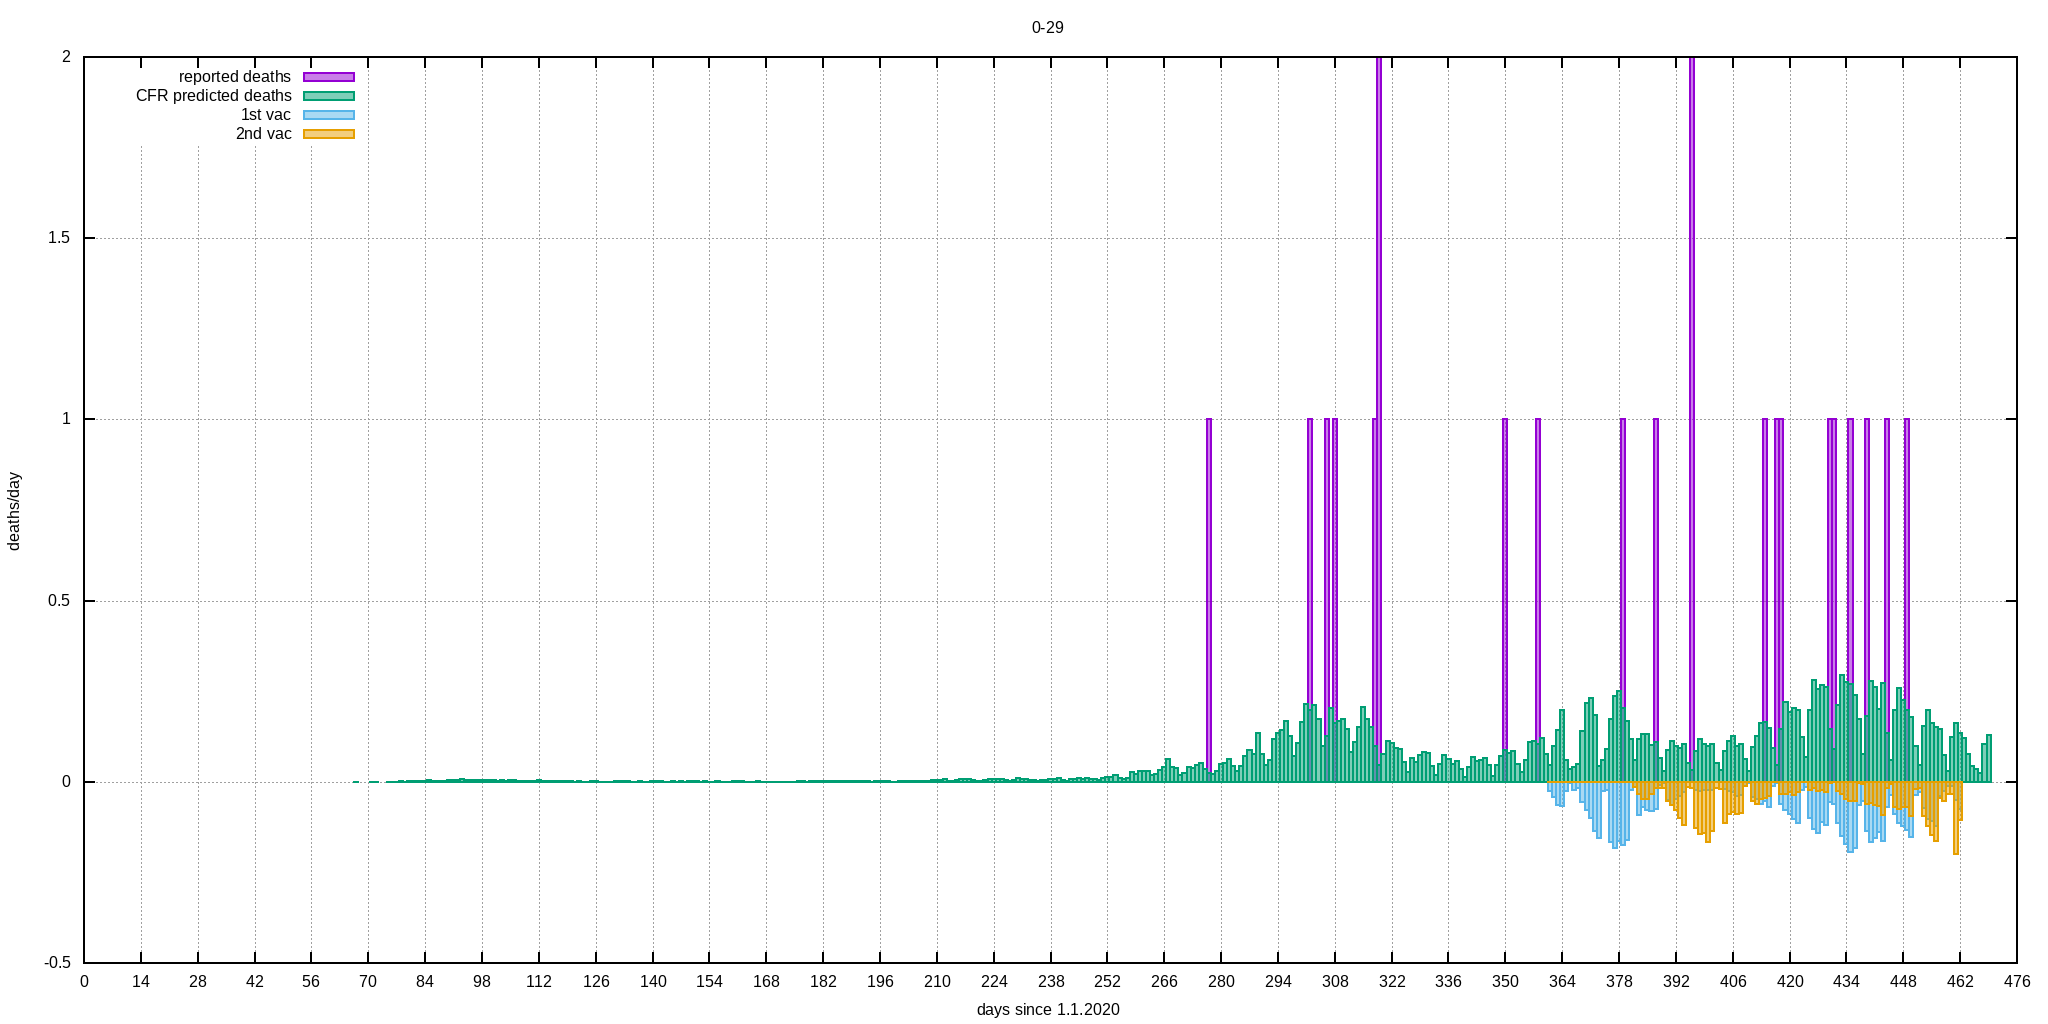 0-29
reported deaths
CFR predicted deaths
1st vac
2nd vac
2
1.5
1
0.5
0
-0.5
deaths/day
0 14 28 42 56 70 84 98 112 126 140 154 168 182 196 210 224 238 252 266 280 294 308 322 336 350 364 378 392 406 420 434 448 462 476
days since 1.1.2020